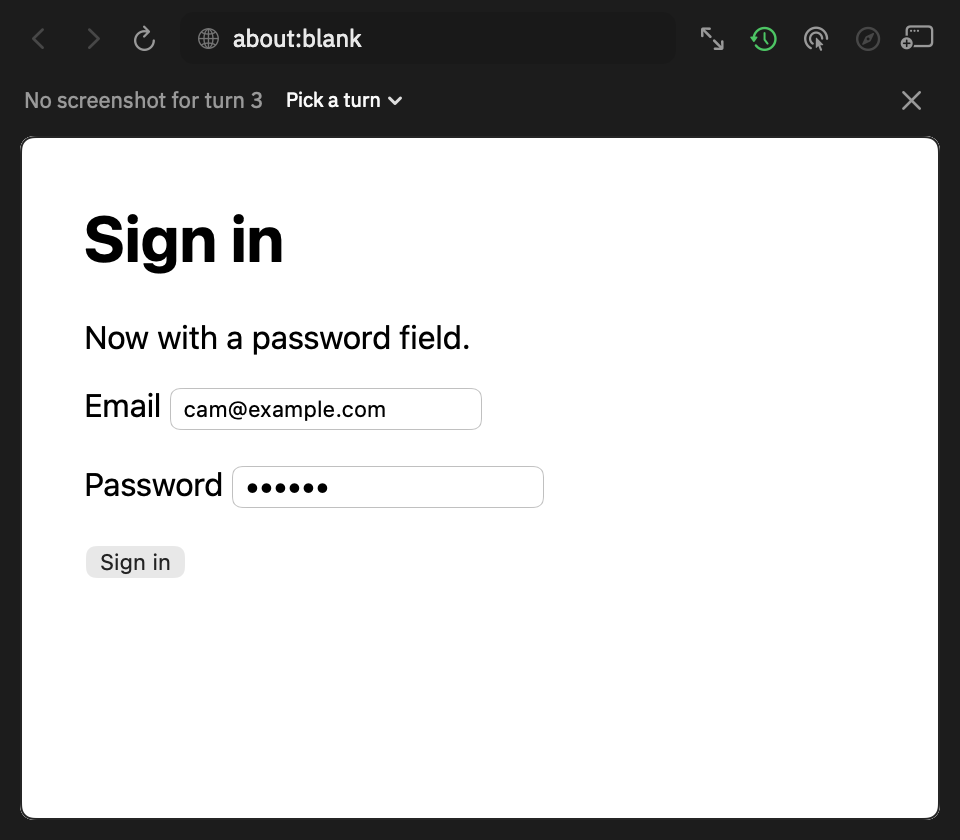 about:blank
No screenshot for turn 3 Pick a turn
Sign in
Now with a password field.
Email cam@example.com
Password ••••••
Sign in